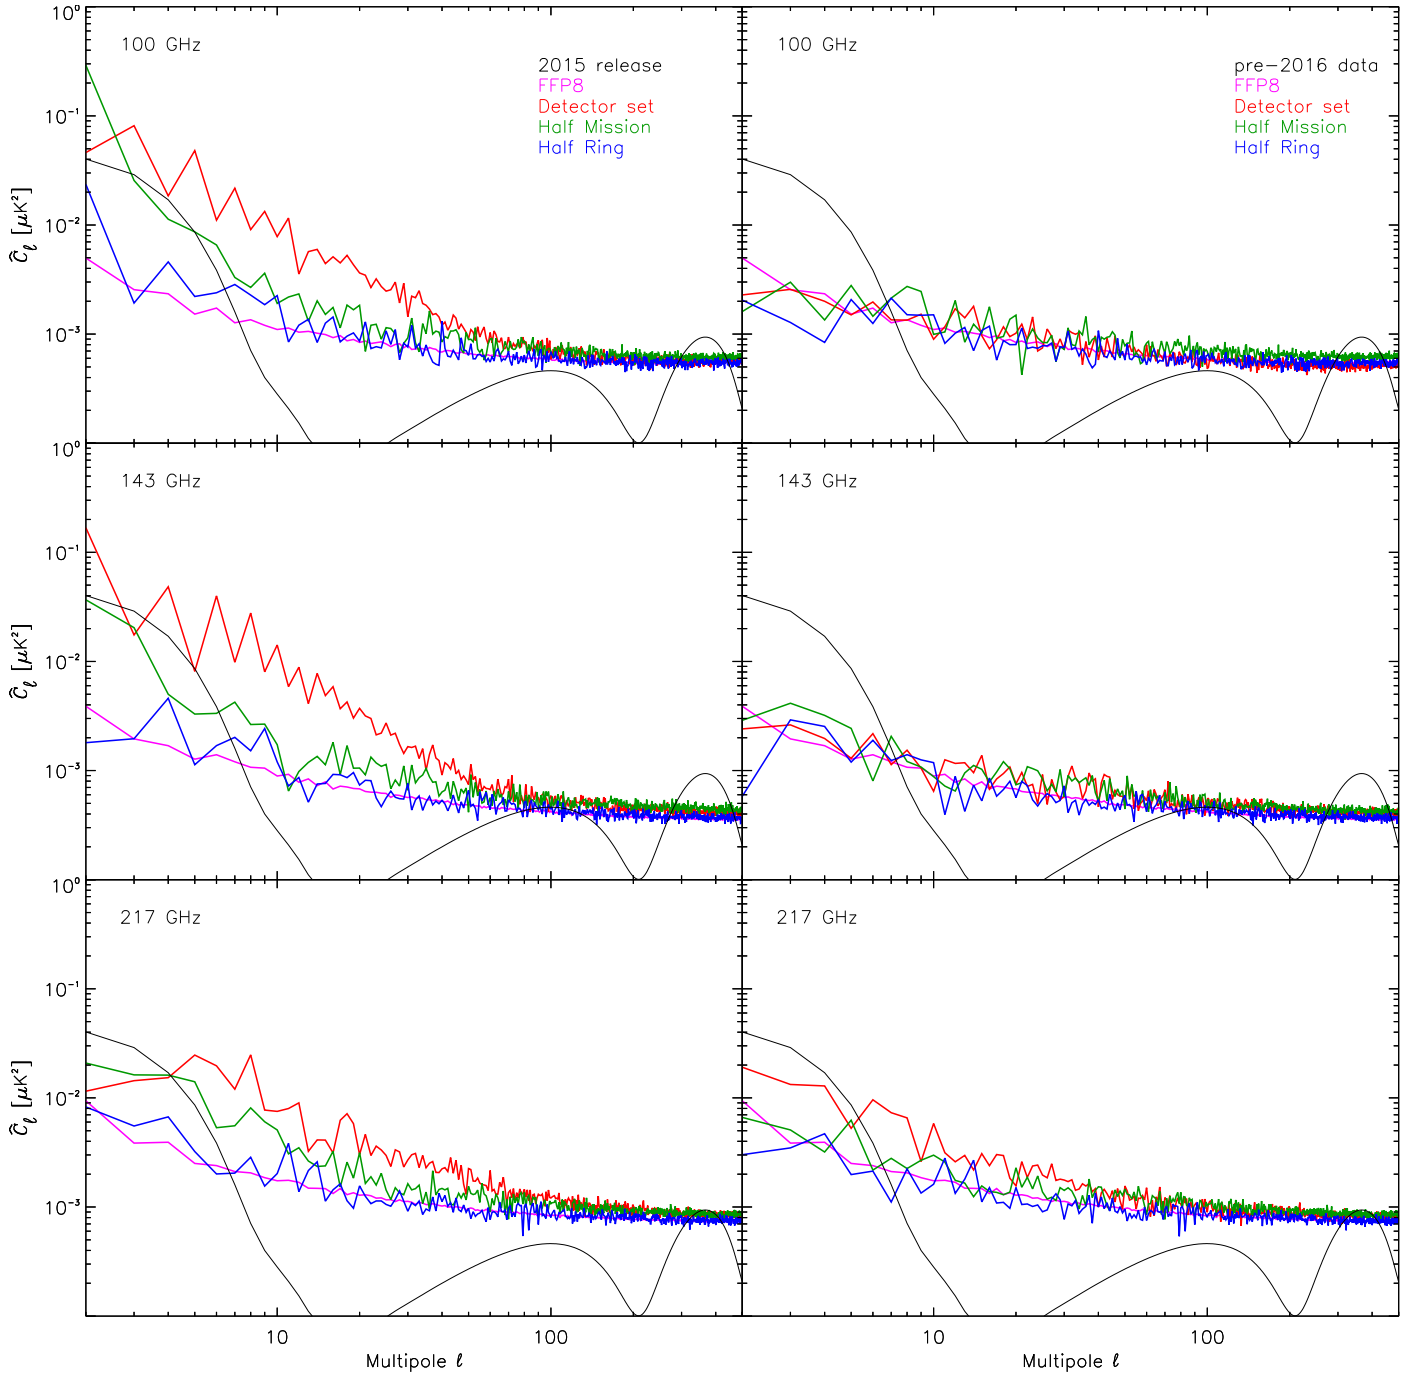 100 GHz
2015 release
FFP8
Detector set
Half Mission
Half Ring
100 GHz
pre-2016 data
FFP8
Detector set
Half Mission
Half Ring
10⁰
10⁻¹
10⁻²
10⁻³
Ĉℓ [μK²]
143 GHz
143 GHz
10⁰
10⁻¹
10⁻²
10⁻³
Ĉℓ [μK²]
217 GHz
217 GHz
10⁰
10⁻¹
10⁻²
10⁻³
Ĉℓ [μK²]
10
100
10
100
Multipole ℓ
Multipole ℓ